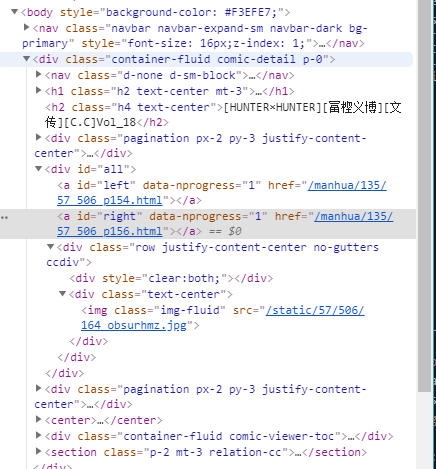 ▼<body style="background-color: #F3EFE7;">
▶<nav class="navbar navbar-expand-sm navbar-dark bg-
primary" style="font-size: 16px;z-index: 1;">…</nav>
▼<div class="container-fluid comic-detail p-0">
▶<nav class="d-none d-sm-block">…</nav>
▶<h1 class="h2 text-center mt-3">…</h1>
<h2 class="h4 text-center">[HUNTER×HUNTER][冨樫义博][文
传][C.C]Vol_18</h2>
▶<div class="pagination px-2 py-3 justify-content-
center">…</div>
▼<div id="all">
<a id="left" data-nprogress="1" href="/manhua/135/
57_506_p154.html"></a>
<a id="right" data-nprogress="1" href="/manhua/135/
57_506_p156.html"></a> == $0
▼<div class="row justify-content-center no-gutters
ccdiv">
<div style="clear:both;"></div>
▼<div class="text-center">
<img class="img-fluid" src="/static/57/506/
164_obsurhmz.jpg">
</div>
</div>
</div>
▶<div class="pagination px-2 py-3 justify-content-
center">…</div>
▶<center>…</center>
▶<div class="container-fluid comic-viewer-toc">…</div>
▶<section class="p-2 mt-3 relation-cc">…</section>
</div>